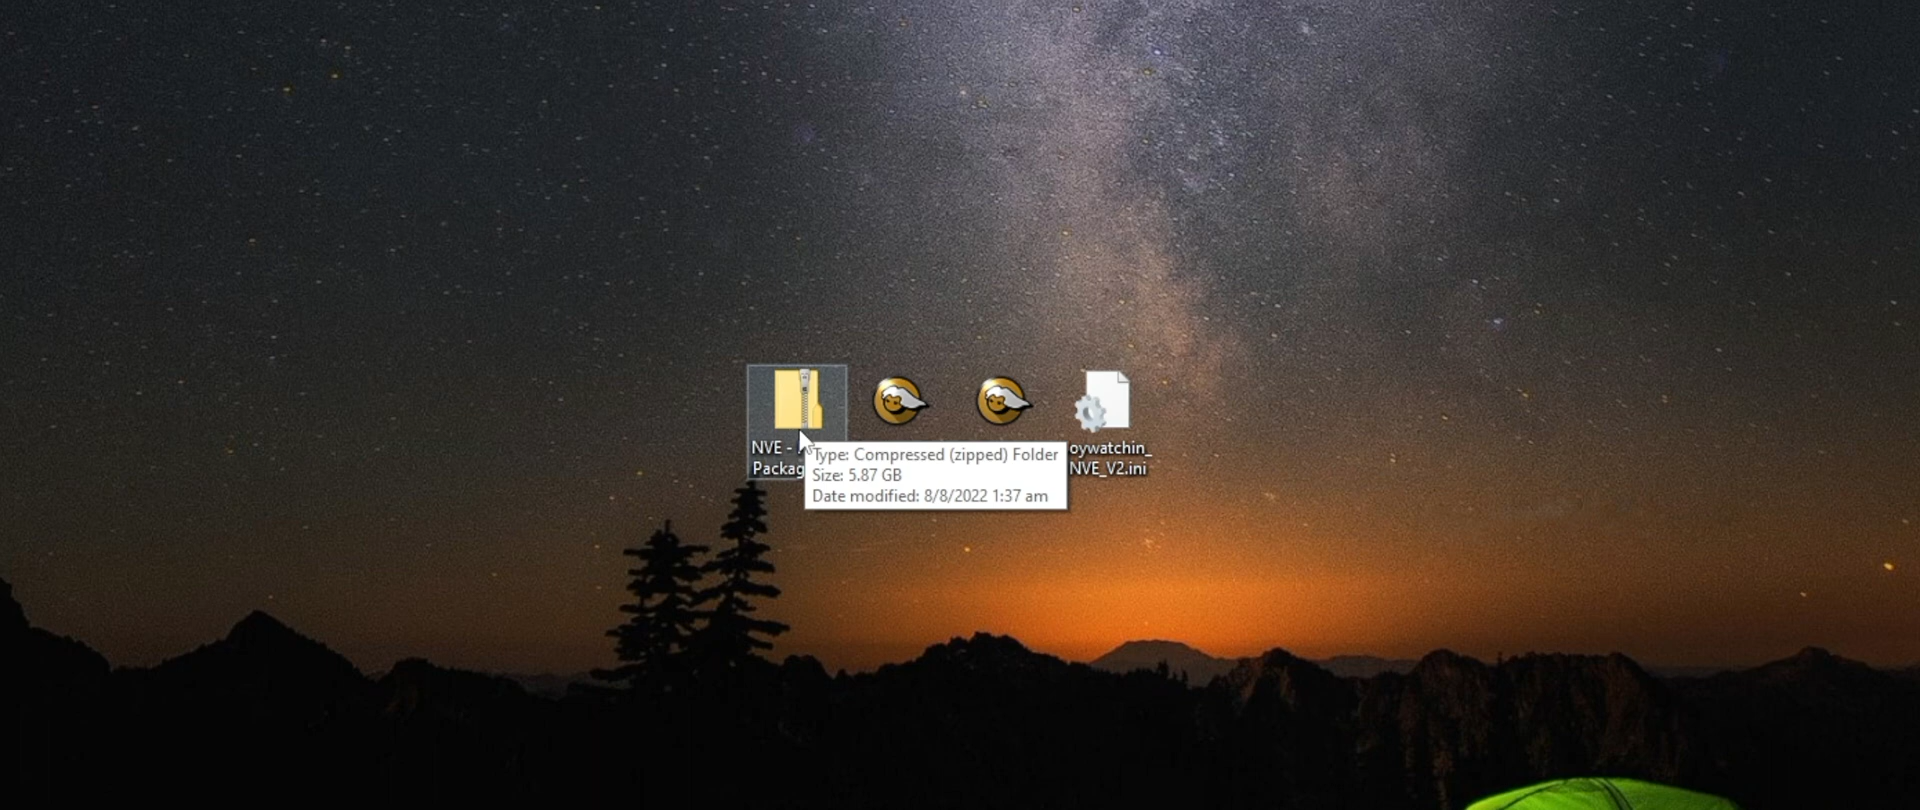 NVE -
Packag
Type: Compressed (zipped) Folder
Size: 5.87 GB
Date modified: 8/8/2022 1:37 am
oywatchin_
NVE_V2.ini